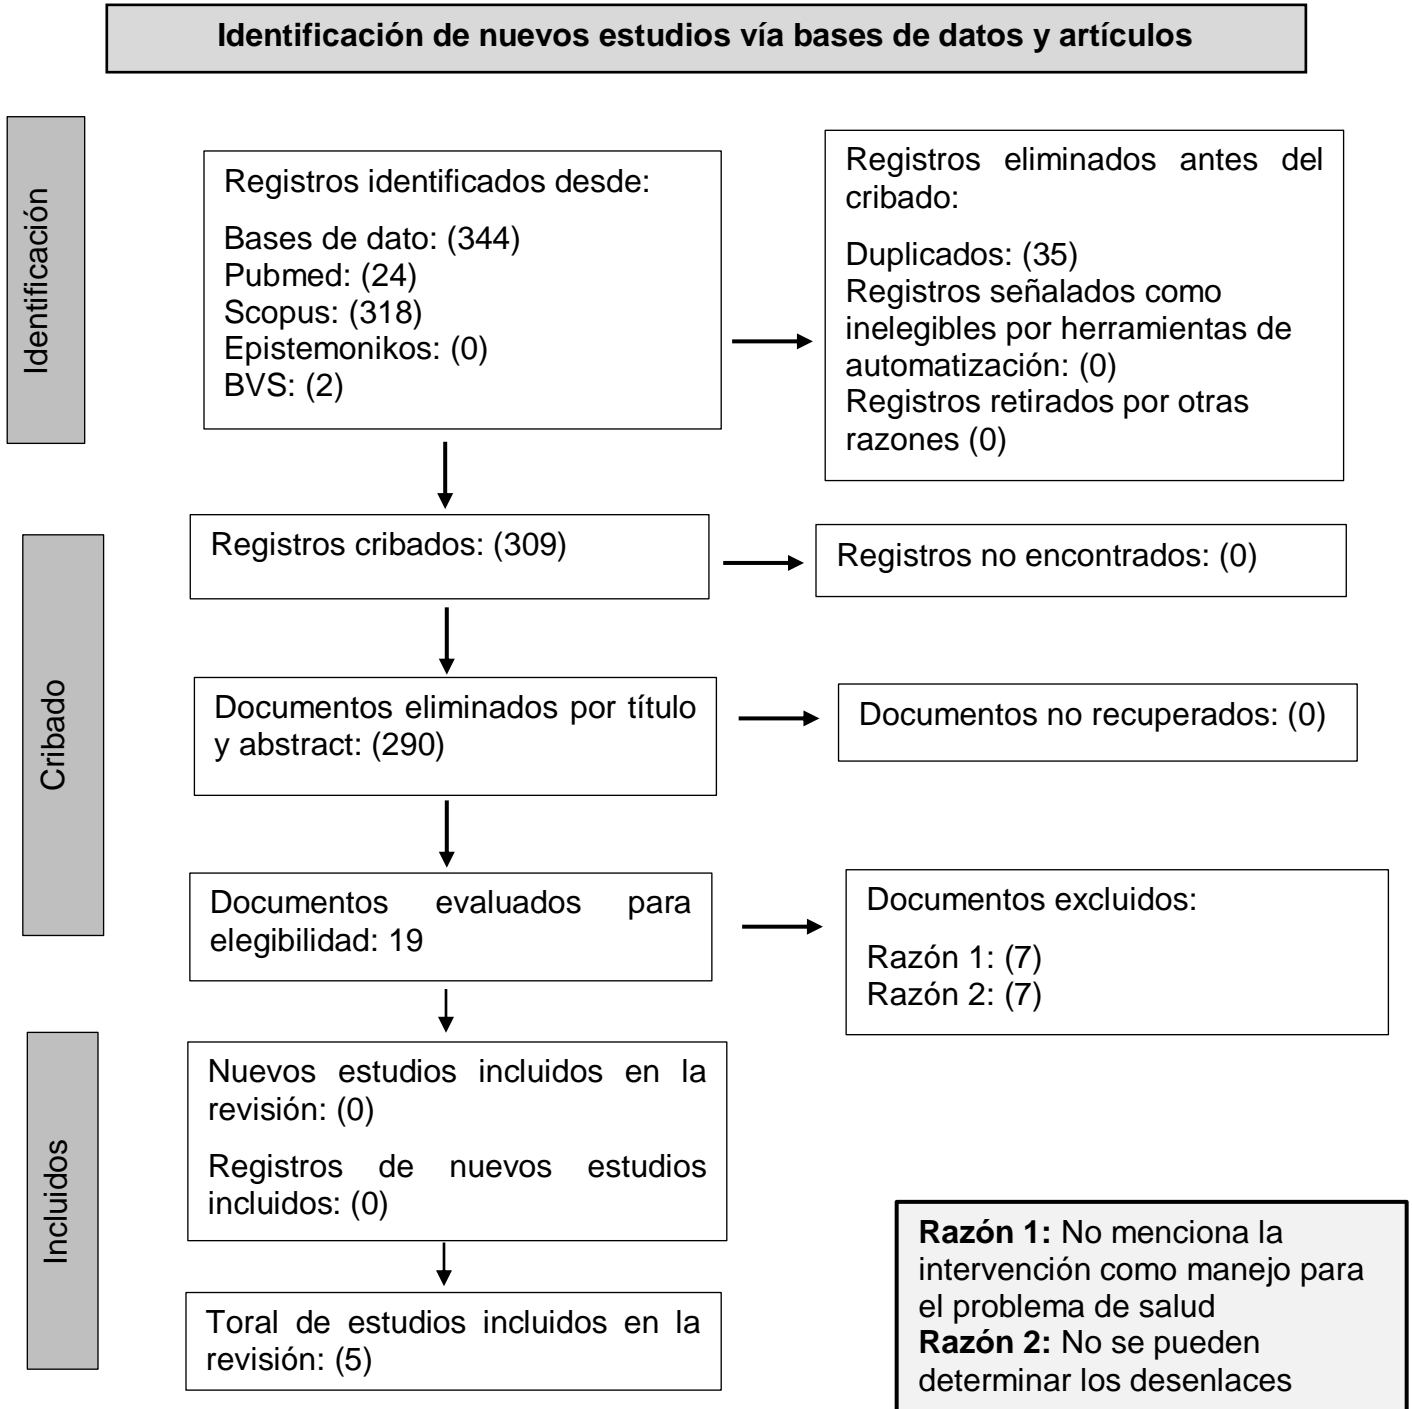 Identificación de nuevos estudios vía bases de datos y artículos
Identificación
Registros identificados desde:
Bases de dato: (344)
Pubmed: (24)
Scopus: (318)
Epistemonikos: (0)
BVS: (2)
Registros eliminados antes del
cribado:
Duplicados: (35)
Registros señalados como
inelegibles por herramientas de
automatización: (0)
Registros retirados por otras
razones (0)
Cribado
Registros cribados: (309)
Registros no encontrados: (0)
Documentos eliminados por título
y abstract: (290)
Documentos no recuperados: (0)
Documentos evaluados para
elegibilidad: 19
Documentos excluidos:
Razón 1: (7)
Razón 2: (7)
Incluidos
Nuevos estudios incluidos en la
revisión: (0)
Registros de nuevos estudios
incluidos: (0)
Toral de estudios incluidos en la
revisión: (5)
Razón 1: No menciona la
intervención como manejo para
el problema de salud
Razón 2: No se pueden
determinar los desenlaces